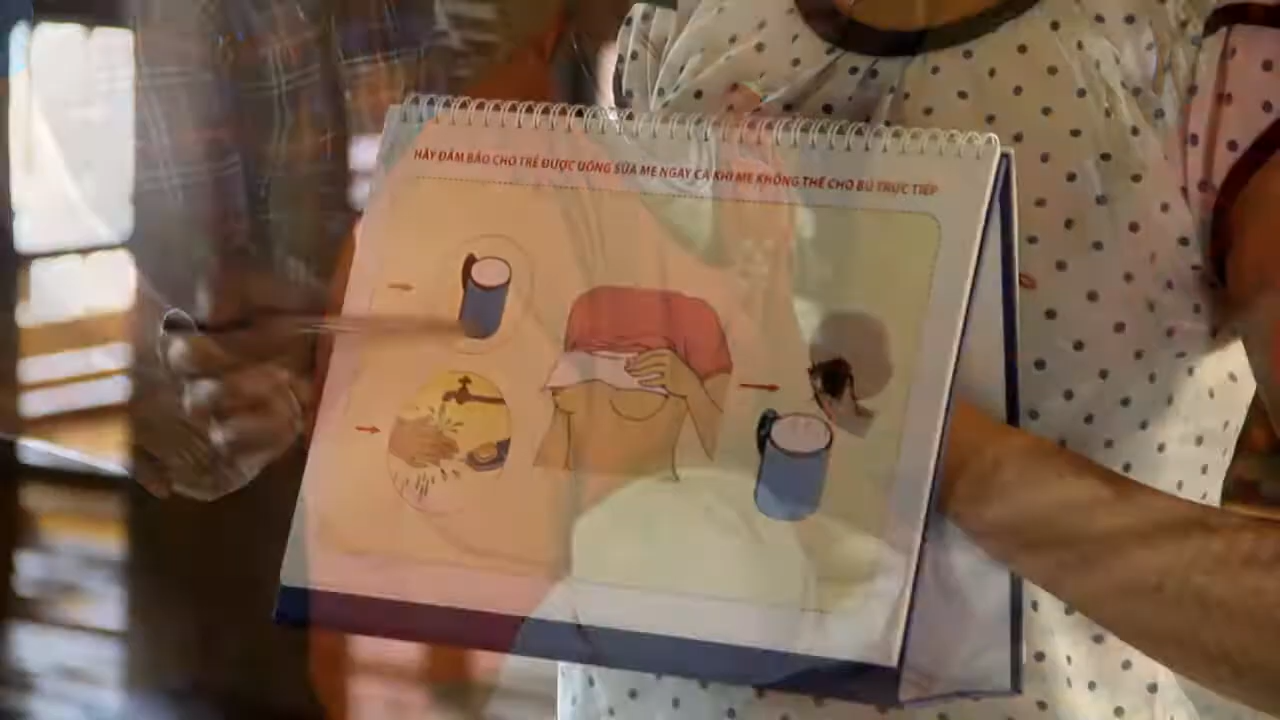 HÃY ĐẢM BẢO CHO TRẺ ĐƯỢC UỐNG SỮA MẸ NGAY CẢ KHI MẸ KHÔNG THỂ CHO BÚ TRỰC TIẾP